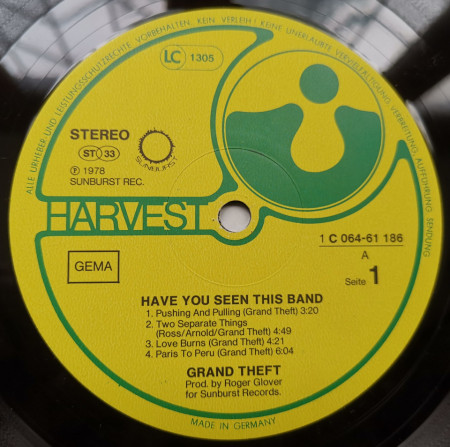 ALLE URHEBER- UND LEISTUNGSSCHUTZRECHTE VORBEHALTEN. KEIN VERLEIH! KEINE UNERLAUBTE VERVIELFÄLTIGUNG, VERBREITUNG, AUFFÜHRUNG, SENDUNG
LC 1305
STEREO
ST 33
SUNBURST
Ⓟ 1978
SUNBURST REC.
HARVEST
1 C 064-61 186
A
GEMA
Seite 1
HAVE YOU SEEN THIS BAND
1. Pushing And Pulling (Grand Theft) 3:20
2. Two Separate Things
(Ross/Arnold/Grand Theft) 4:49
3. Love Burns (Grand Theft) 4:21
4. Paris To Peru (Grand Theft) 6:04
GRAND THEFT
Prod. by Roger Glover
for Sunburst Records.
MADE IN GERMANY